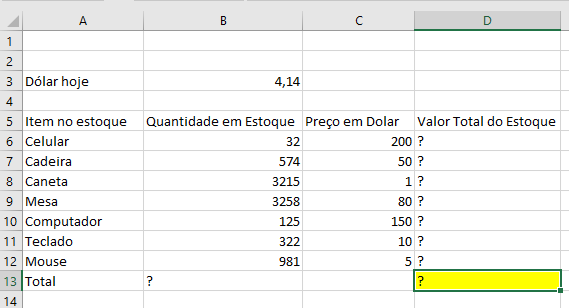 A B C D
1
2
3 Dólar hoje 4,14
4
5 Item no estoque Quantidade em Estoque Preço em Dolar Valor Total do Estoque
6 Celular 32 200 ?
7 Cadeira 574 50 ?
8 Caneta 3215 1 ?
9 Mesa 3258 80 ?
10 Computador 125 150 ?
11 Teclado 322 10 ?
12 Mouse 981 5 ?
13 Total ? ?
14